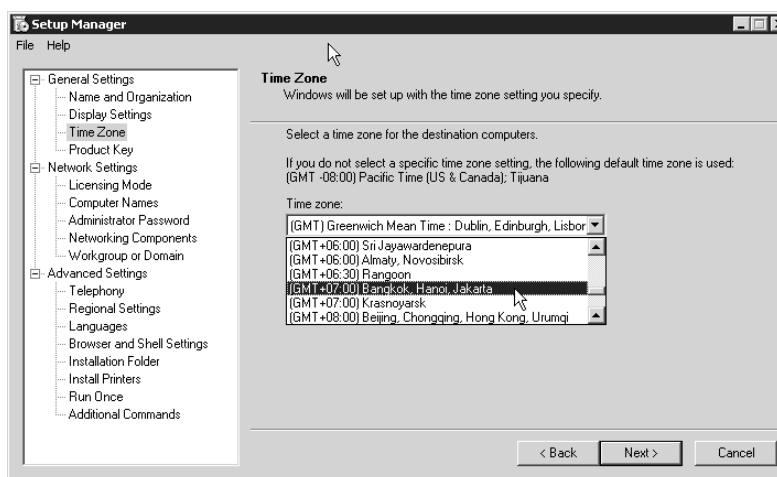 Setup Manager
File Help
General Settings
Name and Organization
Display Settings
Time Zone
Product Key
Network Settings
Licensing Mode
Computer Names
Administrator Password
Networking Components
Workgroup or Domain
Advanced Settings
Telephony
Regional Settings
Languages
Browser and Shell Settings
Installation Folder
Install Printers
Run Once
Additional Commands
Time Zone
Windows will be set up with the time zone setting you specify.
Select a time zone for the destination computers.
If you do not select a specific time zone setting, the following default time zone is used:
(GMT -08:00) Pacific Time (US & Canada); Tijuana
Time zone:
(GMT) Greenwich Mean Time : Dublin, Edinburgh, Lisbor
(GMT+06:00) Sri Jayawardenepura
(GMT+06:00) Almaty, Novosibirsk
(GMT+06:30) Rangoon
(GMT+07:00) Bangkok, Hanoi, Jakarta
(GMT+07:00) Krasnoyarsk
(GMT+08:00) Beijing, Chongqing, Hong Kong, Urumqi
< Back Next > Cancel